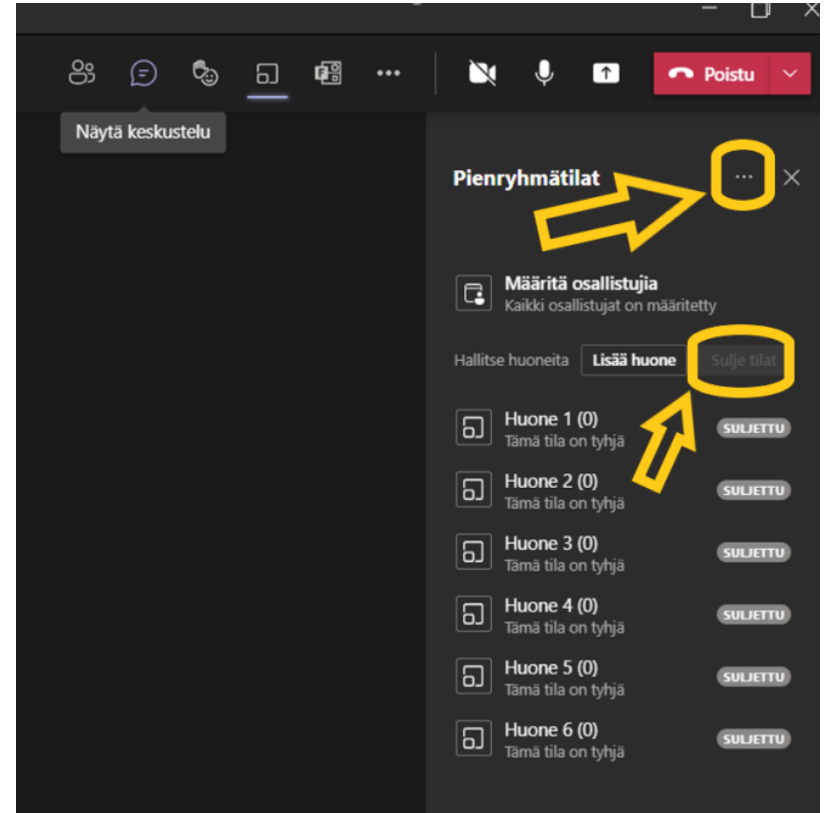 Poistu
Näytä keskustelu
Pienryhmätilat
Määritä osallistujia
Kaikki osallistujat on määritetty
Hallitse huoneita Lisää huone Sulje tilat
Huone 1 (0)
Tämä tila on tyhjä
SULJETTU
Huone 2 (0)
Tämä tila on tyhjä
SULJETTU
Huone 3 (0)
Tämä tila on tyhjä
SULJETTU
Huone 4 (0)
Tämä tila on tyhjä
SULJETTU
Huone 5 (0)
Tämä tila on tyhjä
SULJETTU
Huone 6 (0)
Tämä tila on tyhjä
SULJETTU